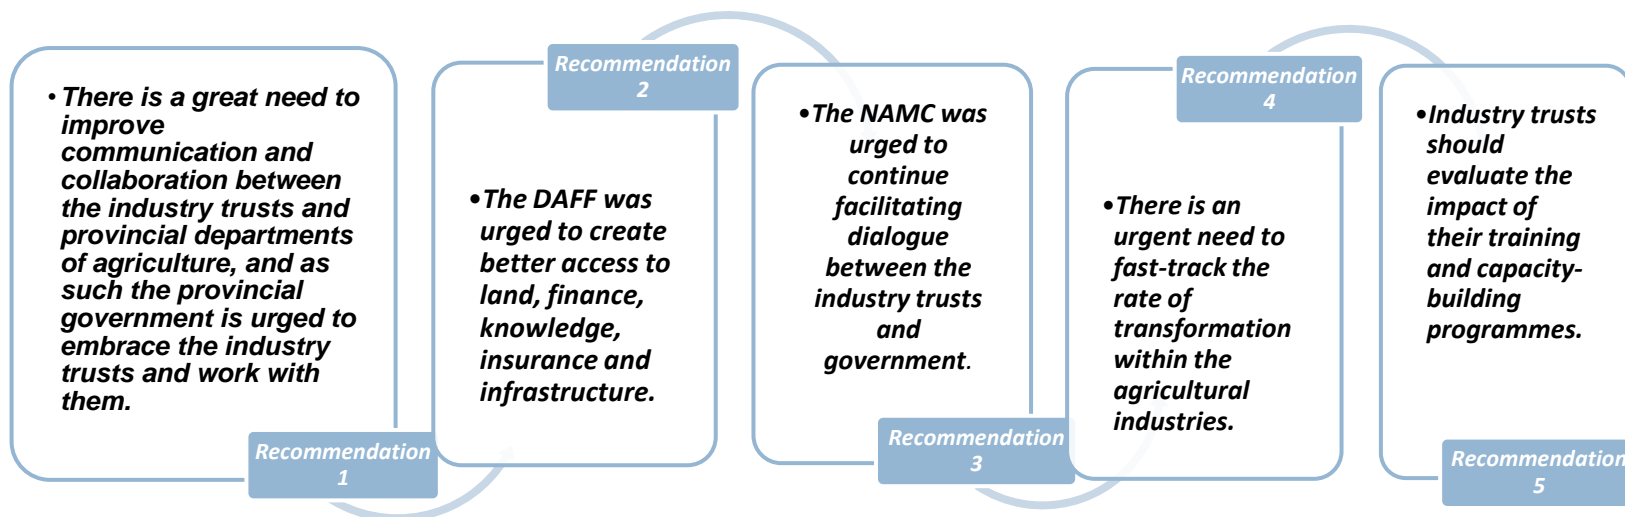 • There is a great need to
improve
communication and
collaboration between
the industry trusts and
provincial departments
of agriculture, and as
such the provincial
government is urged to
embrace the industry
trusts and work with
them.
Recommendation
1
Recommendation
2
•The DAFF was
urged to create
better access to
land, finance,
knowledge,
insurance and
infrastructure.
•The NAMC was
urged to
continue
facilitating
dialogue
between the
industry trusts
and
government.
Recommendation
3
Recommendation
4
•There is an
urgent need to
fast-track the
rate of
transformation
within the
agricultural
industries.
•Industry trusts
should
evaluate the
impact of
their training
and capacity-
building
programmes.
Recommendation
5